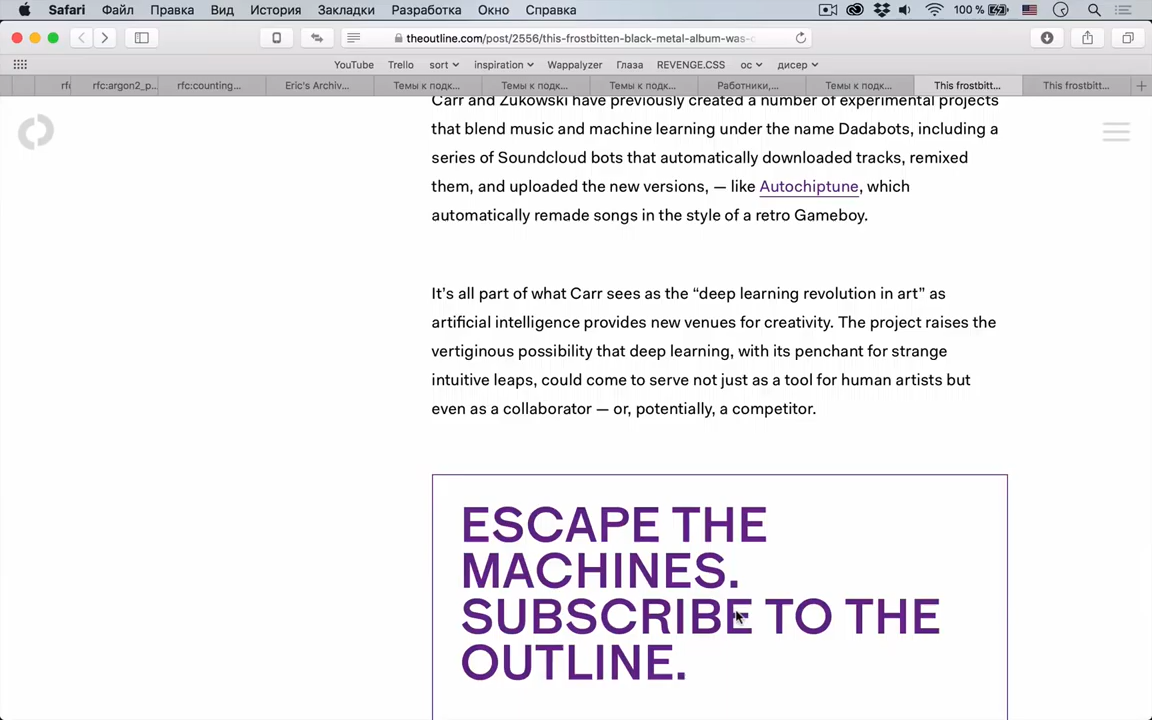 Safari Файл Правка Вид История Закладки Разработка Окно Справка 100 %
theoutline.com/post/2556/this-frostbitten-black-metal-album-was-c
YouTube Trello sort inspiration Wappalyzer Глаза REVENGE.CSS ос дисер
rfc rfc:argon2_p... rfc:counting... Eric's Archiv... Темы к подк... Темы к подк... Темы к подк... Работники,... Темы к подк... This frostbitt... This frostbitt...
Carr and Zukowski have previously created a number of experimental projects
that blend music and machine learning under the name Dadabots, including a
series of Soundcloud bots that automatically downloaded tracks, remixed
them, and uploaded the new versions, — like Autochiptune, which
automatically remade songs in the style of a retro Gameboy.
It’s all part of what Carr sees as the “deep learning revolution in art” as
artificial intelligence provides new venues for creativity. The project raises the
vertiginous possibility that deep learning, with its penchant for strange
intuitive leaps, could come to serve not just as a tool for human artists but
even as a collaborator — or, potentially, a competitor.
ESCAPE THE
MACHINES.
SUBSCRIBE TO THE
OUTLINE.